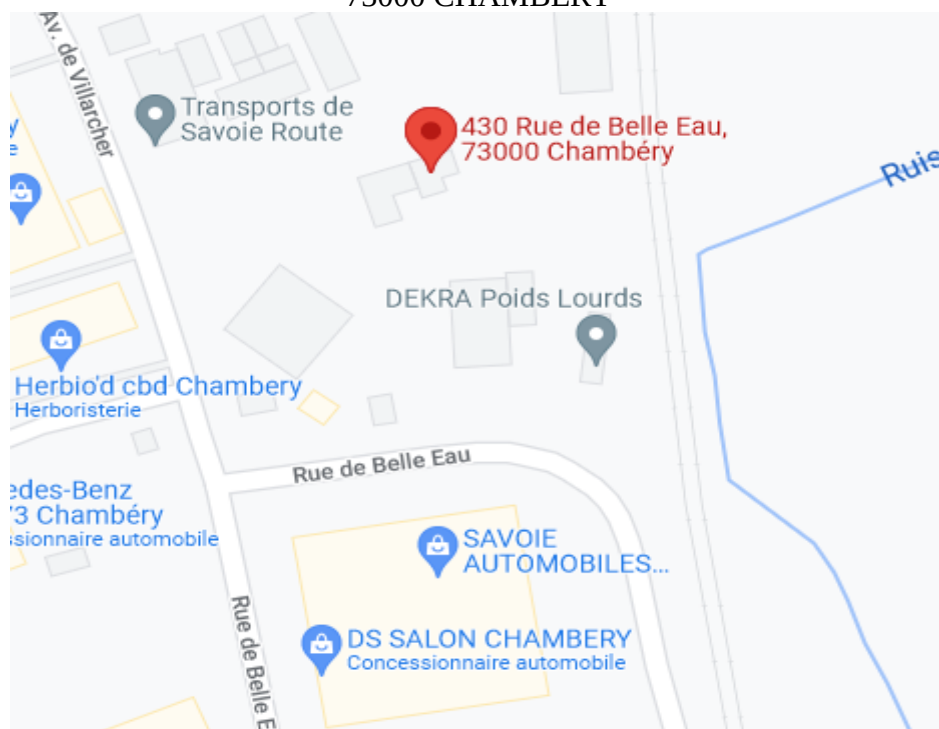 73000 CHAMBERY
Av. de Villarcher
Transports de
Savoie Route
430 Rue de Belle Eau,
73000 Chambéry
Ruis
y
e
DEKRA Poids Lourds
Herbio'd cbd Chambery
Herboristerie
Rue de Belle Eau
edes-Benz
73 Chambéry
ssionnaire automobile
SAVOIE
AUTOMOBILES...
Rue de Belle E
DS SALON CHAMBERY
Concessionnaire automobile